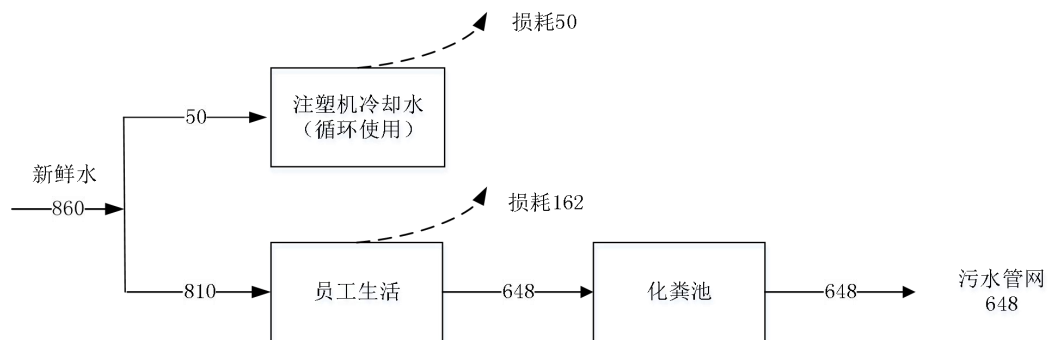 损耗50
注塑机冷却水
（循环使用）
50
新鲜水
860
损耗162
810
员工生活
648
化粪池
648
污水管网
648